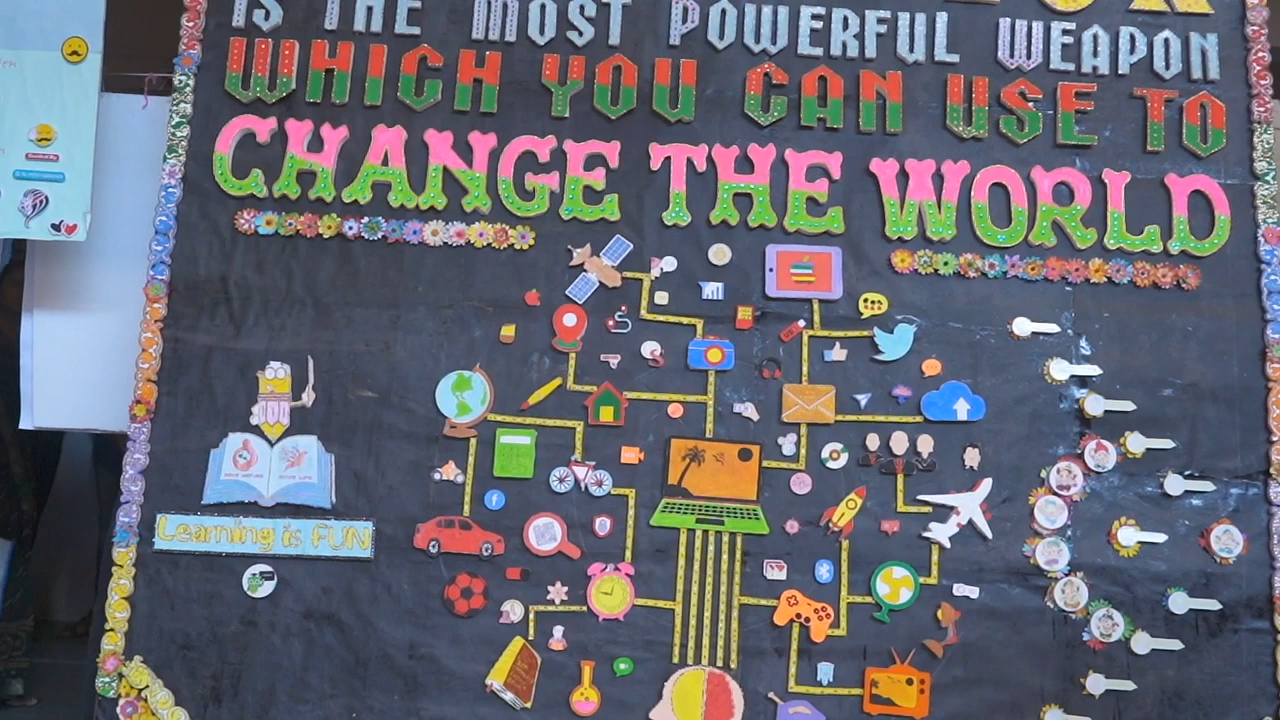 IS THE MOST POWERFUL WEAPON
WHICH YOU CAN USE TO
CHANGE THE WORLD
Learning is FUN